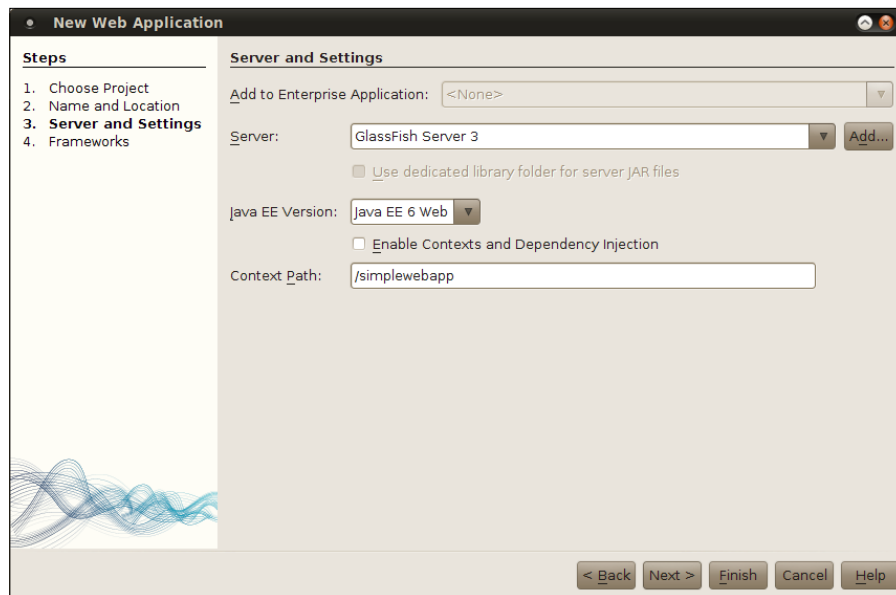 New Web Application
Steps
1. Choose Project
2. Name and Location
3. Server and Settings
4. Frameworks
Server and Settings
Add to Enterprise Application: <None>
Server: GlassFish Server 3 Add...
Use dedicated library folder for server JAR files
Java EE Version: Java EE 6 Web
Enable Contexts and Dependency Injection
Context Path: /simplewebapp
< Back Next > Finish Cancel Help